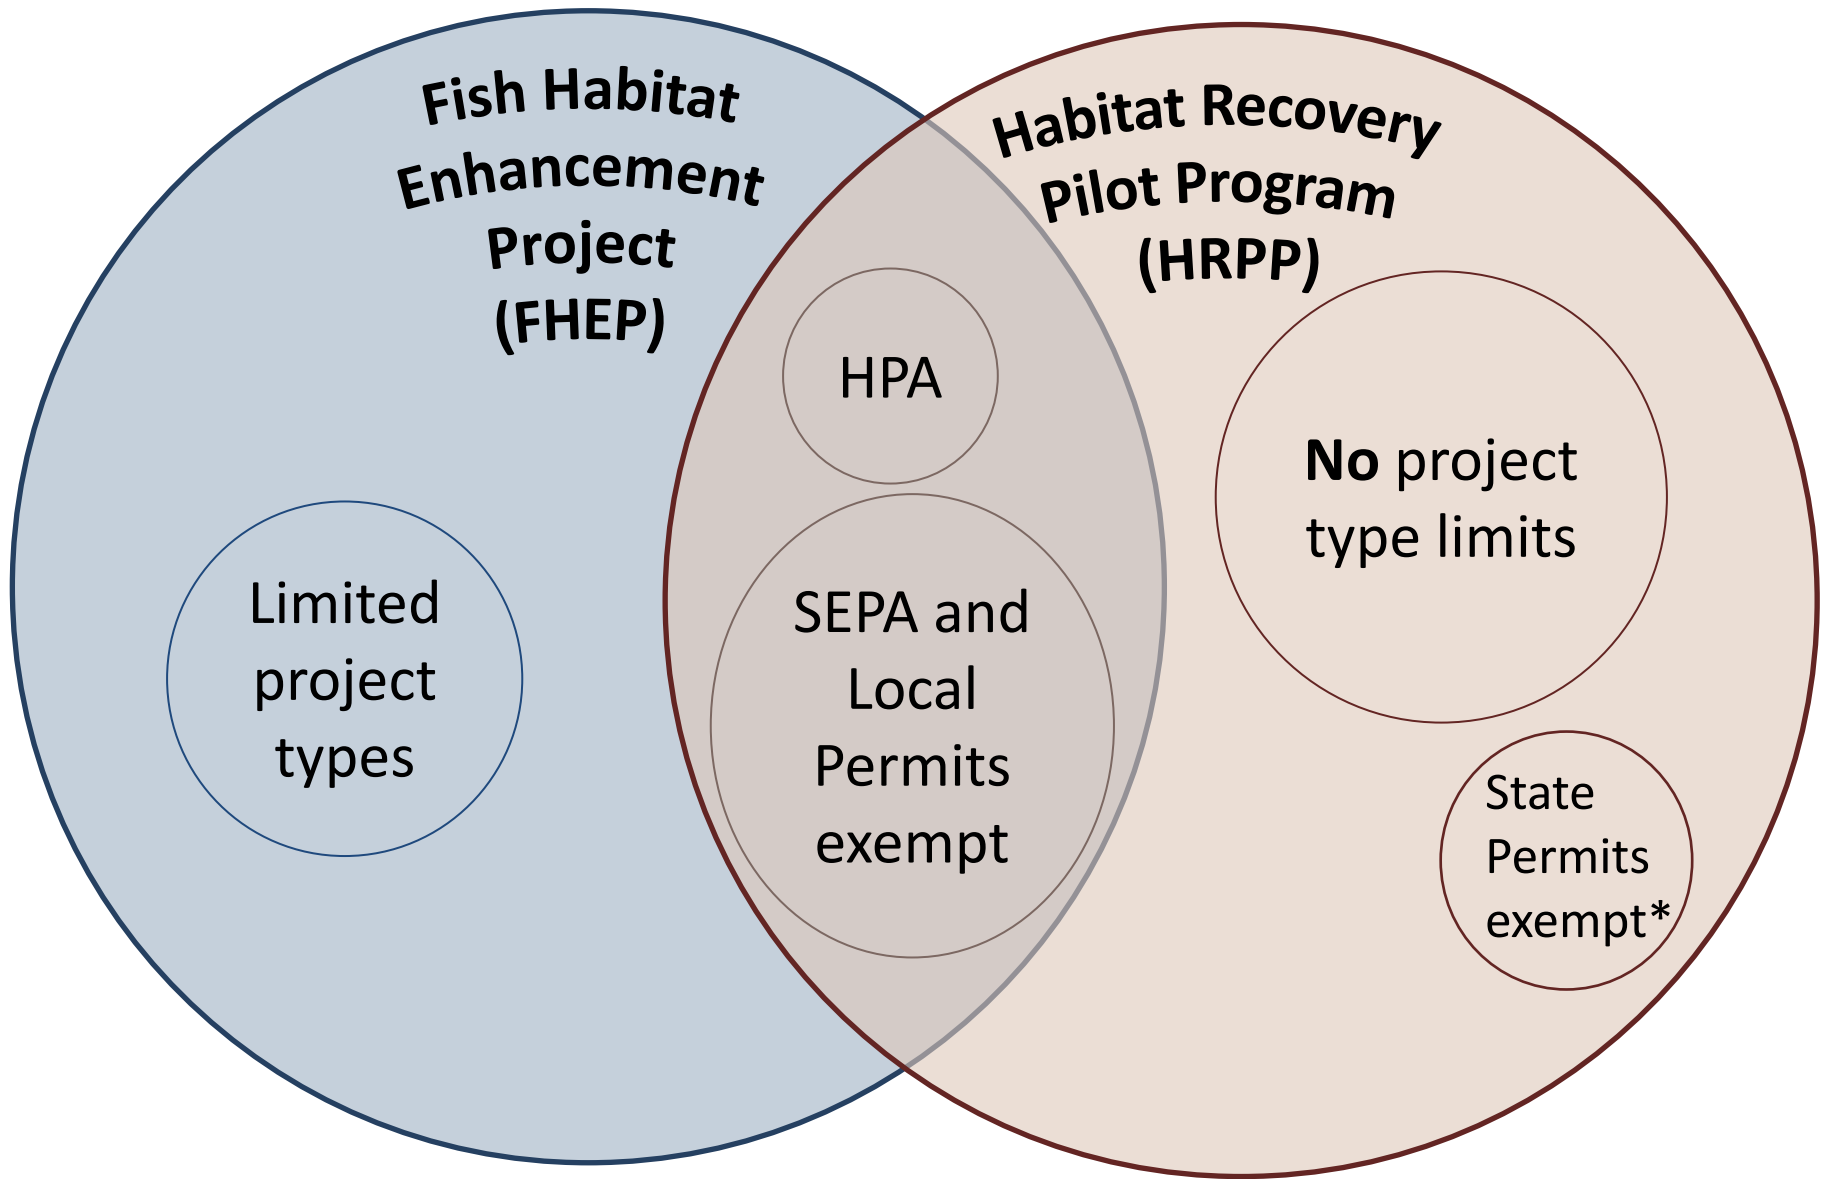 Fish Habitat
Enhancement
Project
(FHEP)
Habitat Recovery
Pilot Program
(HRPP)
HPA
SEPA and
Local
Permits
exempt
Limited
project
types
No project
type limits
State
Permits
exempt*